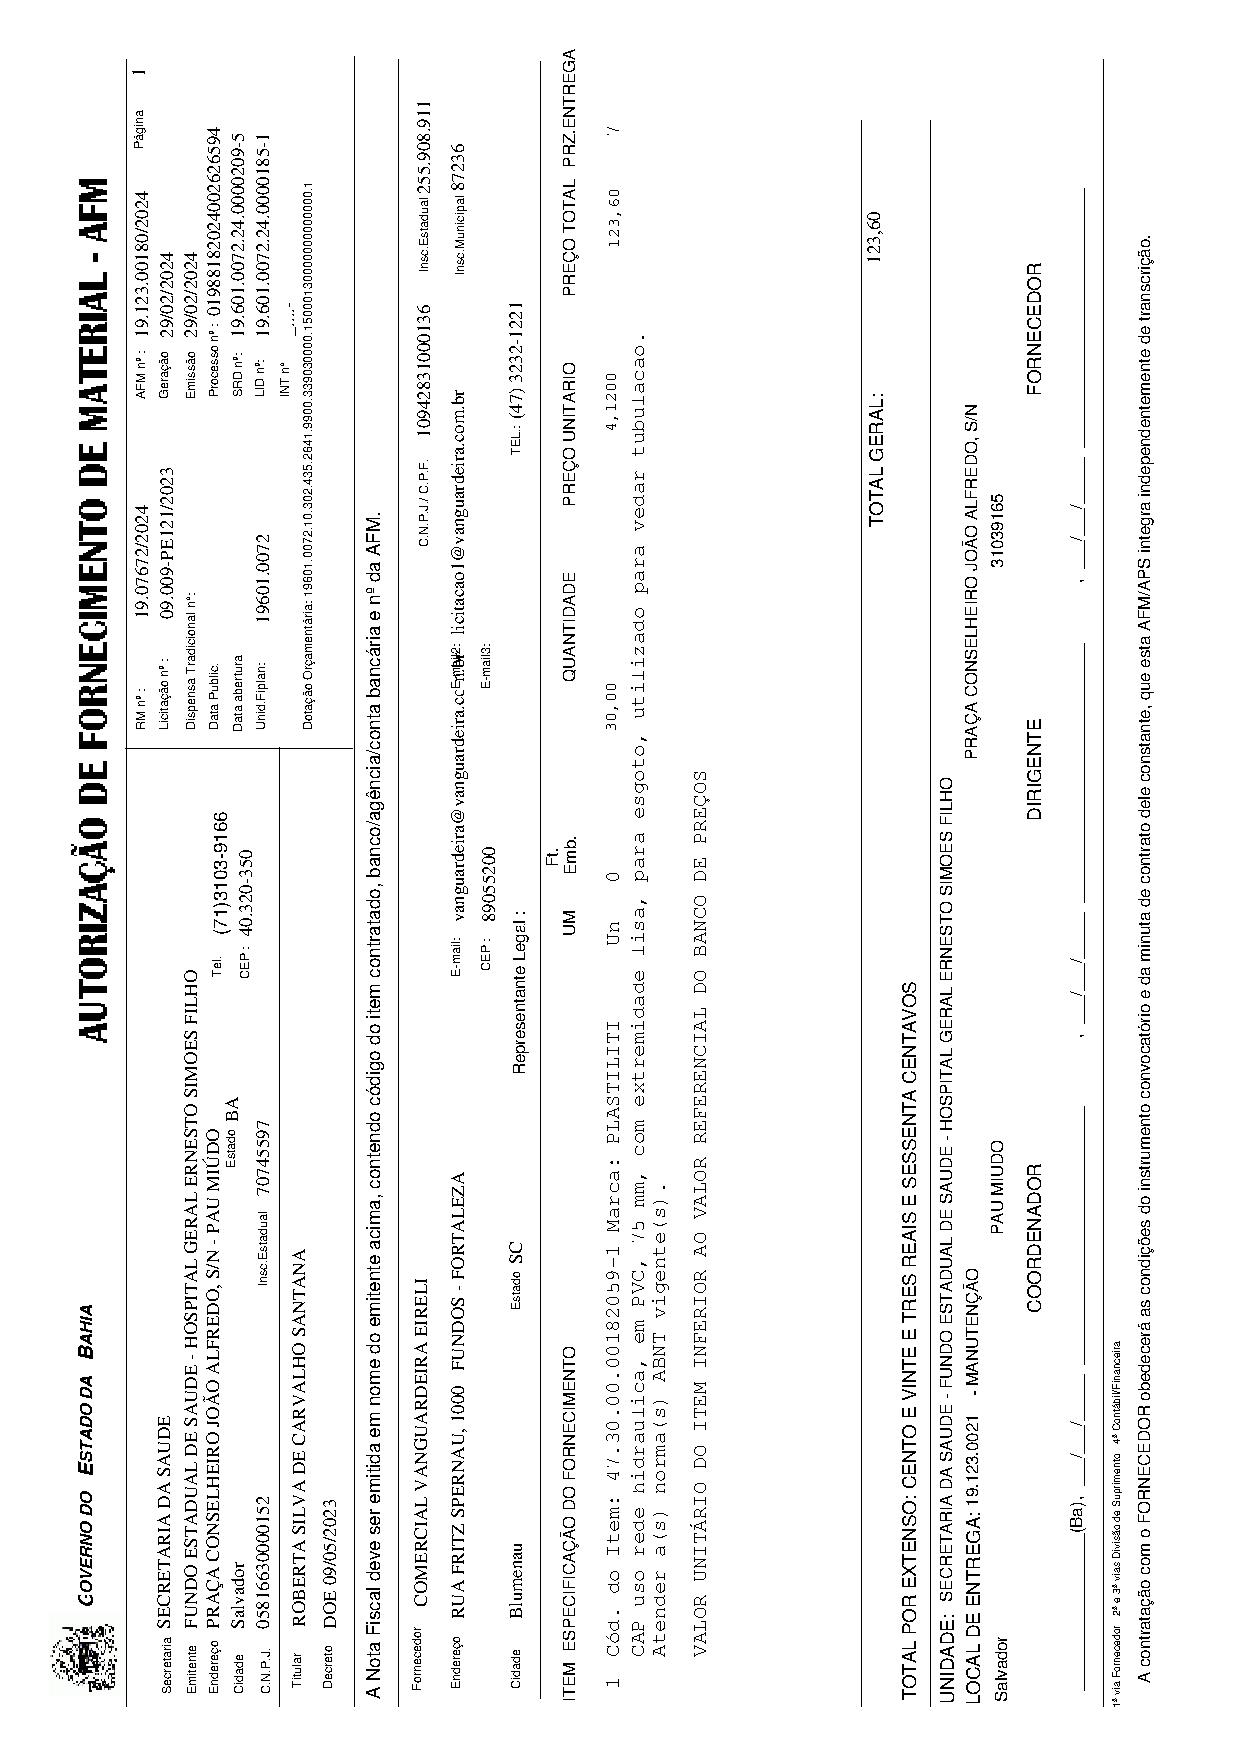 GOVERNO DO ESTADO DA BAHIA
AUTORIZAÇÃO DE FORNECIMENTO DE MATERIAL - AFM
RM nº : 19.07672/2024 AFM nº : 19.123.00180/2024 Página 1
Secretaria SECRETARIA DA SAUDE Licitação nº : 09.009-PE121/2023 Geração 29/02/2024
Emitente FUNDO ESTADUAL DE SAUDE - HOSPITAL GERAL ERNESTO SIMOES FILHO Dispensa Tradicional nº: Emissão 29/02/2024
Endereço PRAÇA CONSELHEIRO JOÃO ALFREDO, S/N - PAU MIÚDO Tel. (71)3103-9166 Data Public. Processo nº : 01988182024002626594
Cidade Salvador Estado BA CEP : 40.320-350 Data abertura SRD nº: 19.601.0072.24.0000209-5
C.N.P.J. 05816630000152 Insc.Estadual 70745597 Unid.Fiplan: 19601.0072 LID nº: 19.601.0072.24.0000185-1
INT nº _....-
Titular ROBERTA SILVA DE CARVALHO SANTANA
Dotação Orçamentária: 19601.0072.10.302.435.2641.9900.339030000.15000130000000000000.1
Decreto DOE 09/05/2023
A Nota Fiscal deve ser emitida em nome do emitente acima, contendo código do item contratado, banco/agência/conta bancária e nº da AFM.
Fornecedor COMERCIAL VANGUARDEIRA EIRELI C.N.P.J./ C.P.F. 10942831000136 Insc.Estadual 255.908.911
Endereço RUA FRITZ SPERNAU, 1000 FUNDOS - FORTALEZA E-mail: vanguardeira@vanguardeira.com.br E-mail2: licitacao1@vanguardeira.com.br Insc.Municipal 87236
CEP : 89055200 E-mail3:
Cidade Blumenau Estado SC Representante Legal : TEL.: (47) 3232-1221
ITEM ESPECIFICAÇÃO DO FORNECIMENTO UM Ft. Emb. QUANTIDADE PREÇO UNITARIO PREÇO TOTAL PRZ.ENTREGA
1 Cód. do Item: 47.30.00.00182059-1 Marca: PLASTILITI Un 0 30,00 4,1200 123,60 7
CAP uso rede hidraulica, em PVC, 75 mm, com extremidade lisa, para esgoto, utilizado para vedar tubulacao.
Atender a(s) norma(s) ABNT vigente(s).
VALOR UNITÁRIO DO ITEM INFERIOR AO VALOR REFERENCIAL DO BANCO DE PREÇOS
TOTAL GERAL: 123,60
TOTAL POR EXTENSO: CENTO E VINTE E TRES REAIS E SESSENTA CENTAVOS
UNIDADE: SECRETARIA DA SAUDE - FUNDO ESTADUAL DE SAUDE - HOSPITAL GERAL ERNESTO SIMOES FILHO
LOCAL DE ENTREGA: 19.123.0021 - MANUTENÇÃO PRAÇA CONSELHEIRO JOÃO ALFREDO, S/N
Salvador PAU MIUDO 31039165
COORDENADOR DIRIGENTE FORNECEDOR
_________________(Ba), ___/___/_____ ____________________________ , ___/___/_____ ____________________________ , ___/___/_____ ____________________________
1ª via Fornecedor 2ª e 3ª vias Divisão de Suprimento 4ª Contábil/Financeira
A contratação com o FORNECEDOR obedecerá as condições do instrumento convocatório e da minuta de contrato dele constante, que esta AFM/APS integra independentemente de transcrição.